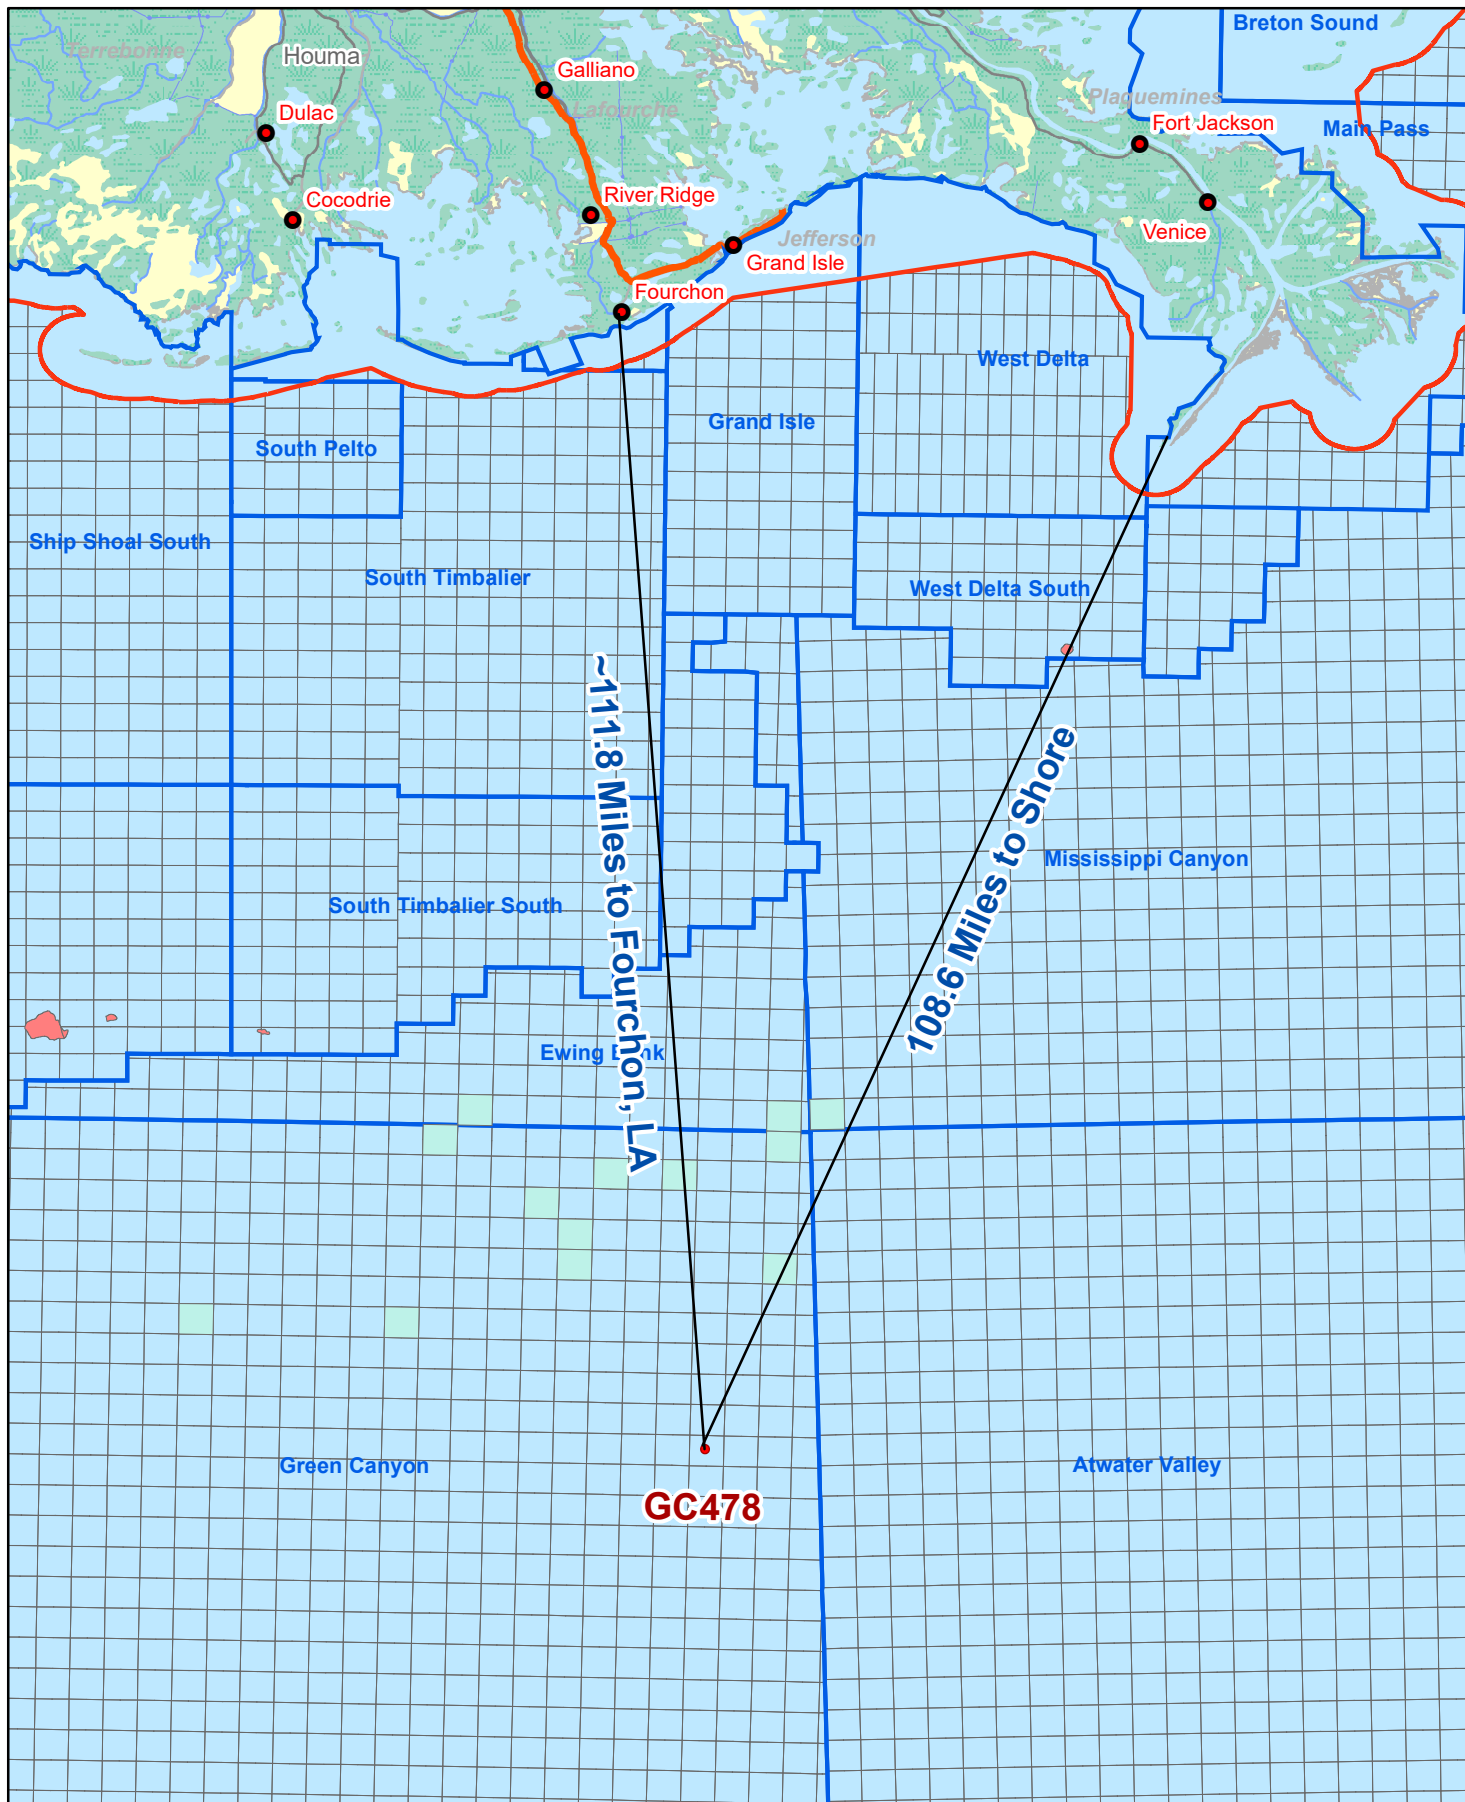 Breton Sound
Terrebonne
Houma
Galliano
Lafourche
Plaquemines
Dulac
Fort Jackson
Main Pass
Cocodrie
River Ridge
Venice
Jefferson
Grand Isle
Fourchon
West Delta
South Pelto
Grand Isle
Ship Shoal South
South Timbalier
West Delta South
~111.8 Miles to Fourchon, LA
108.6 Miles to Shore
Mississippi Canyon
South Timbalier South
Ewing B nk
Green Canyon
Atwater Valley
GC478